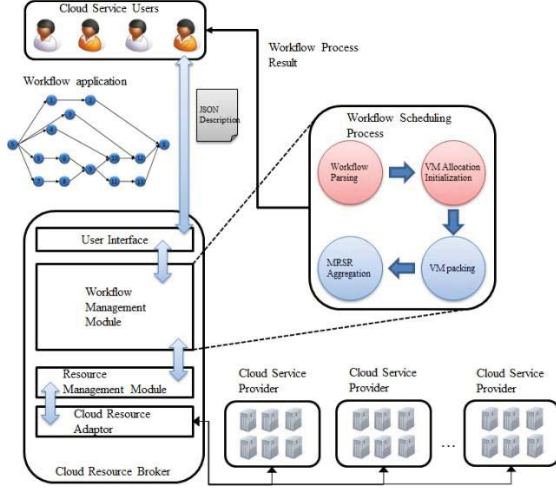 Cloud Service Users
Workflow Process
Result
Workflow application
JSON
Description
Workflow Scheduling
Process
Workflow
Parsing
VM Allocation
Initialization
MRSR
Aggregation
VM packing
User Interface
Workflow
Management
Module
Resource
Management Module
Cloud Resource
Adaptor
Cloud Resource Broker
Cloud Service
Provider
Cloud Service
Provider
Cloud Service
Provider
...